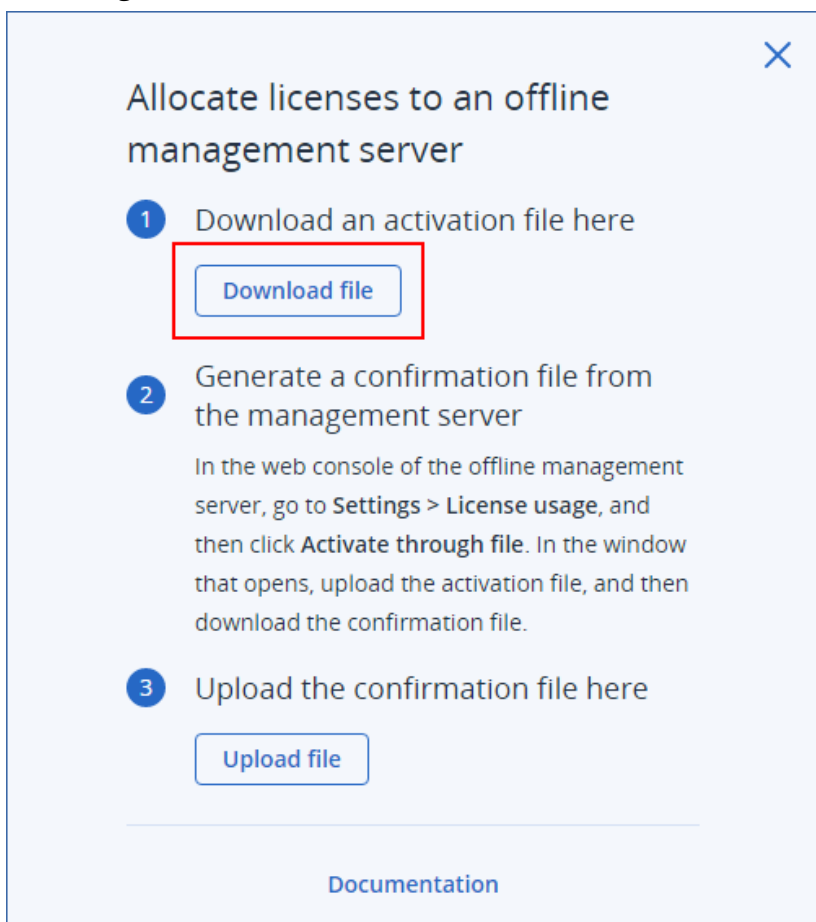 Allocate licenses to an offline
management server
1 Download an activation file here
Download file
2 Generate a confirmation file from
the management server
In the web console of the offline management
server, go to Settings > License usage, and
then click Activate through file. In the window
that opens, upload the activation file, and then
download the confirmation file.
3 Upload the confirmation file here
Upload file
Documentation